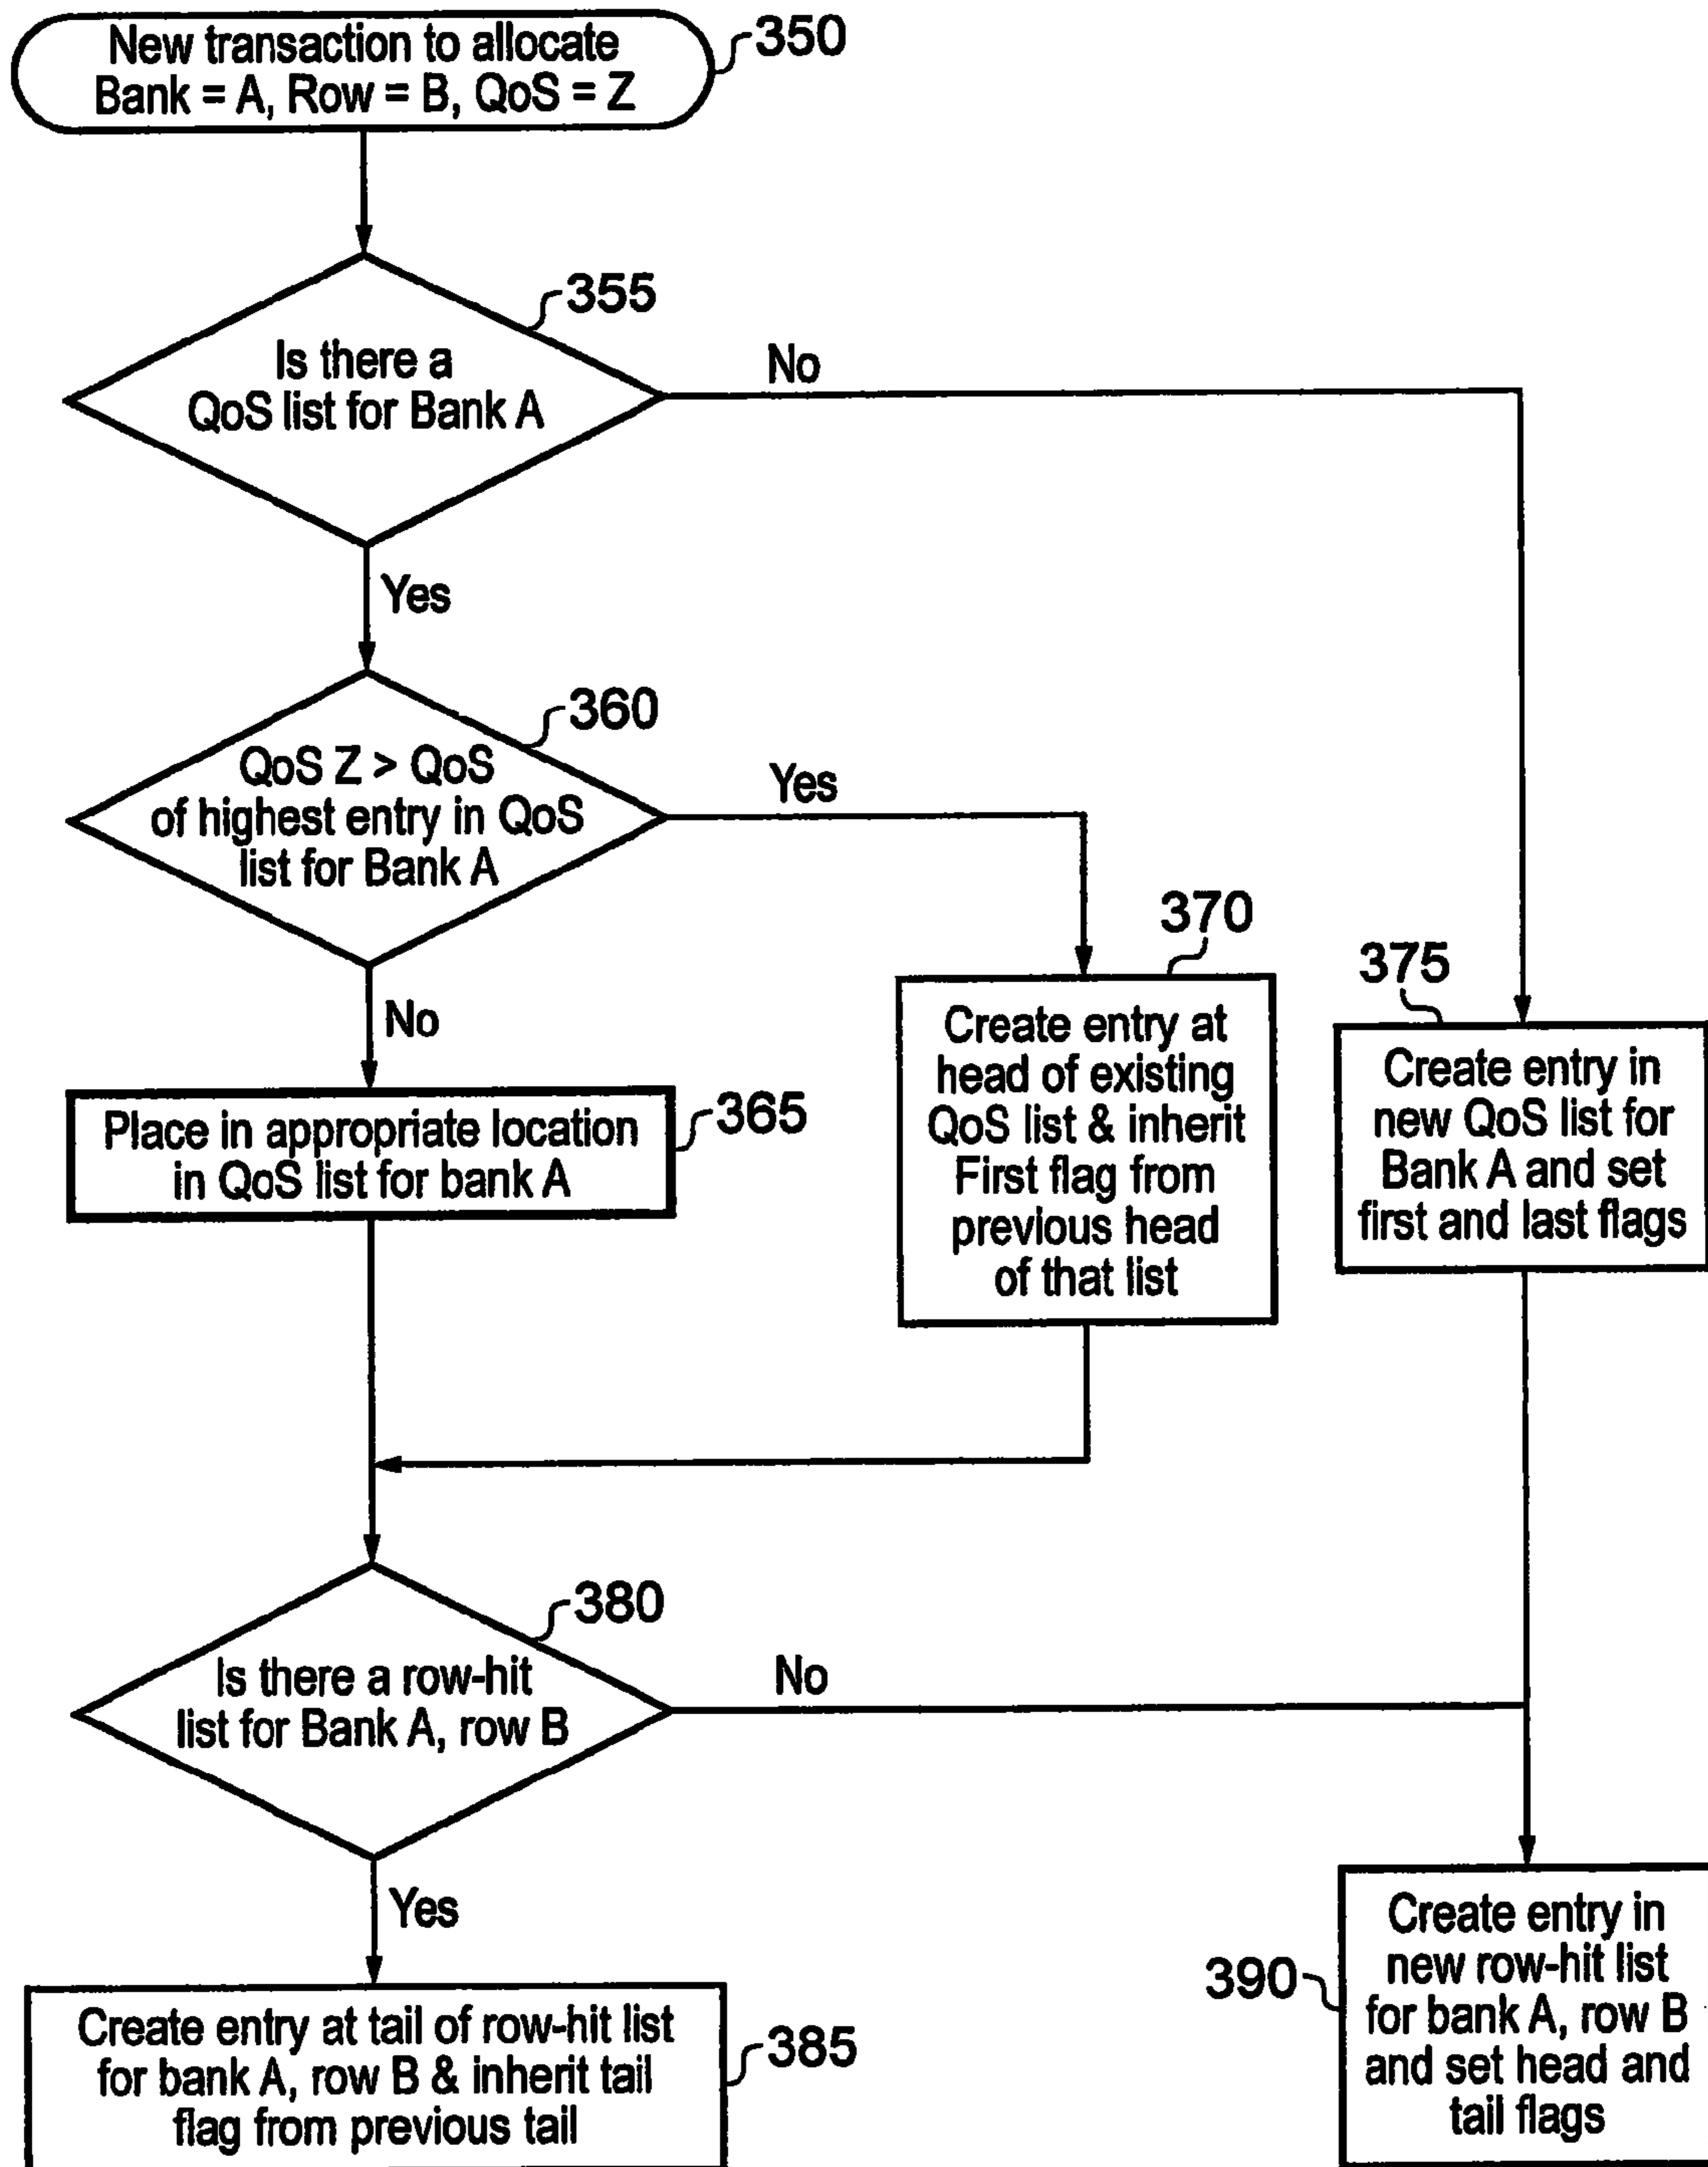 New transaction to allocate
Bank = A, Row = B, QoS = Z
350
355
Is there a
QoS list for Bank A
No
Yes
360
QoS Z > QoS
of highest entry in QoS
list for Bank A
Yes
No
370
Create entry at
head of existing
QoS list & inherit
First flag from
previous head
of that list
375
Create entry in
new QoS list for
Bank A and set
first and last flags
Place in appropriate location
in QoS list for bank A
365
380
Is there a row-hit
list for Bank A, row B
No
Yes
Create entry at tail of row-hit list
for bank A, row B & inherit tail
flag from previous tail
385
390
Create entry in
new row-hit list
for bank A, row B
and set head and
tail flags